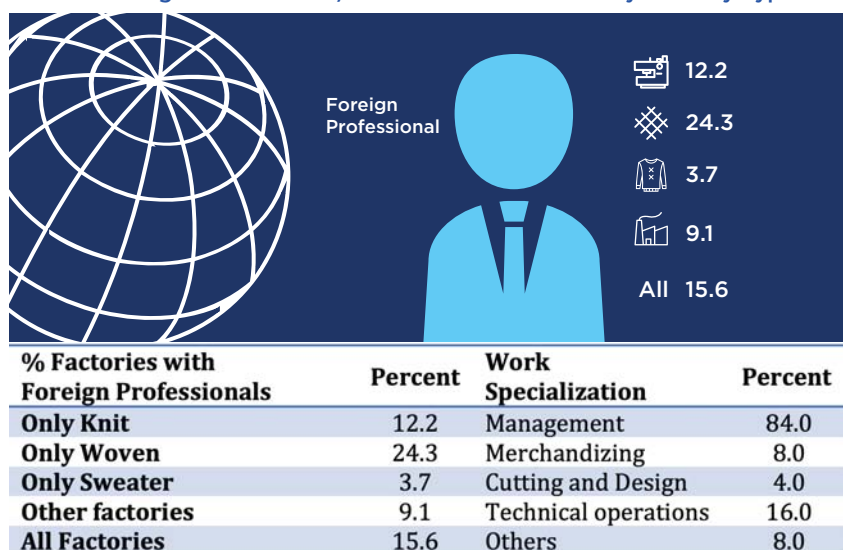 12.2
Foreign
Professional
24.3
3.7
9.1
All 15.6
% Factories with Foreign Professionals Percent Work Specialization Percent
Only Knit 12.2 Management 84.0
Only Woven 24.3 Merchandizing 8.0
Only Sweater 3.7 Cutting and Design 4.0
Other factories 9.1 Technical operations 16.0
All Factories 15.6 Others 8.0